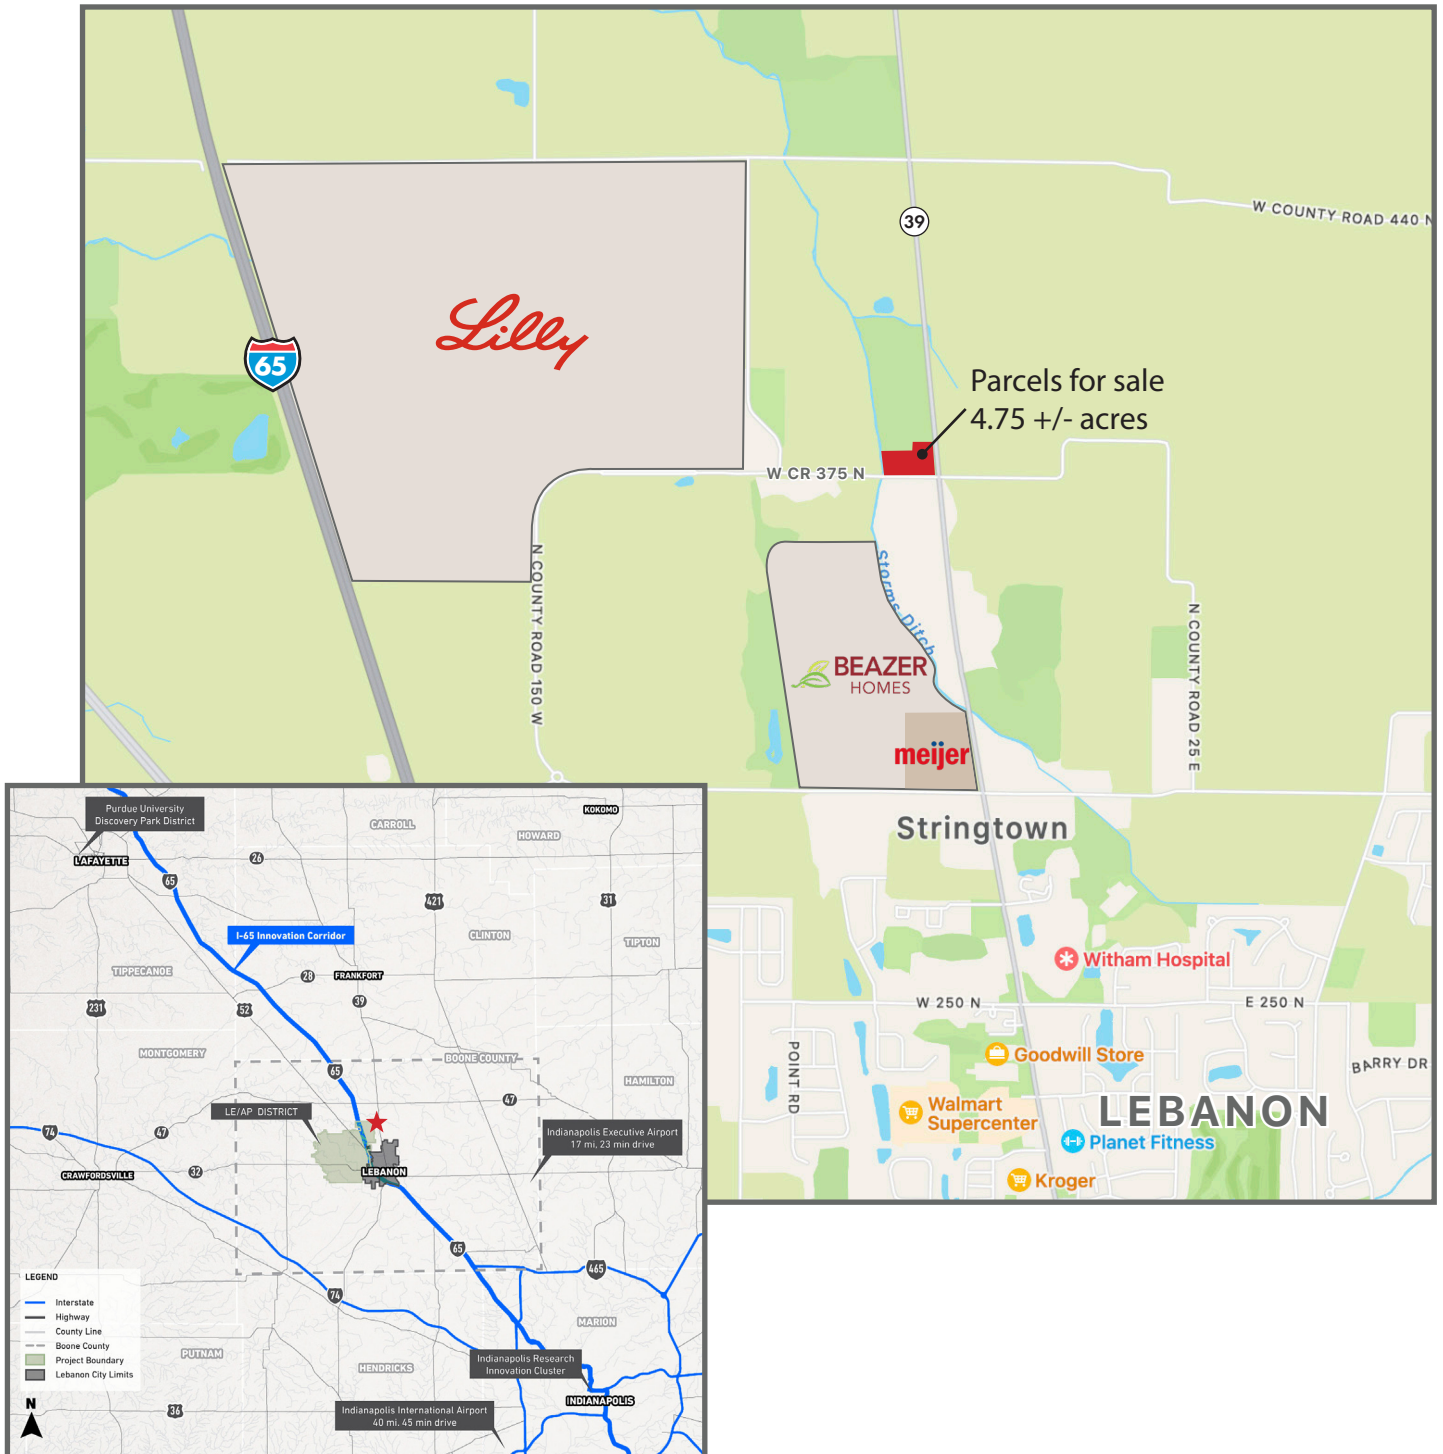 W COUNTY ROAD 440 N
39
Lilly
65
Parcels for sale
4.75 +/- acres
W CR 375 N
N COUNTY ROAD 150 W
Storms Ditch
N COUNTY ROAD 25 E
BEAZER
HOMES
meijer
Stringtown
Witham Hospital
W 250 N
E 250 N
POINT RD
Goodwill Store
BARRY DR
Walmart
Supercenter
LEBANON
Planet Fitness
Kroger
Purdue University
Discovery Park District
LAFAYETTE
CARROLL
KOKOMO
HOWARD
26
65
421
31
I-65 Innovation Corridor
CLINTON
TIPTON
TIPPECANOE
28
FRANKFORT
39
231
52
MONTGOMERY
BOONE COUNTY
65
HAMILTON
47
LE/AP DISTRICT
74
47
Indianapolis Executive Airport
17 mi, 23 min drive
32
CRAWFORDSVILLE
LEBANON
65
465
LEGEND
Interstate
Highway
County Line
Boone County
Project Boundary
Lebanon City Limits
74
MARION
PUTNAM
HENDRICKS
Indianapolis Research
Innovation Cluster
INDIANAPOLIS
N
36
Indianapolis International Airport
40 mi, 45 min drive